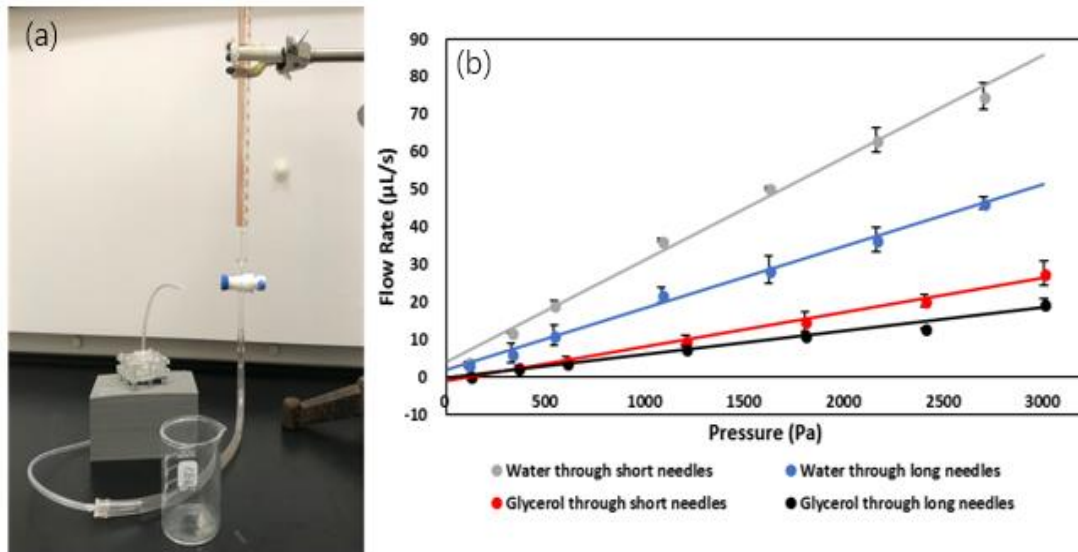 (a)
(b)
Flow Rate (µL/s)
90
80
70
60
50
40
30
20
10
0
-10
0 500 1000 1500 2000 2500 3000
Pressure (Pa)
Water through short needles Water through long needles
Glycerol through short needles Glycerol through long needles